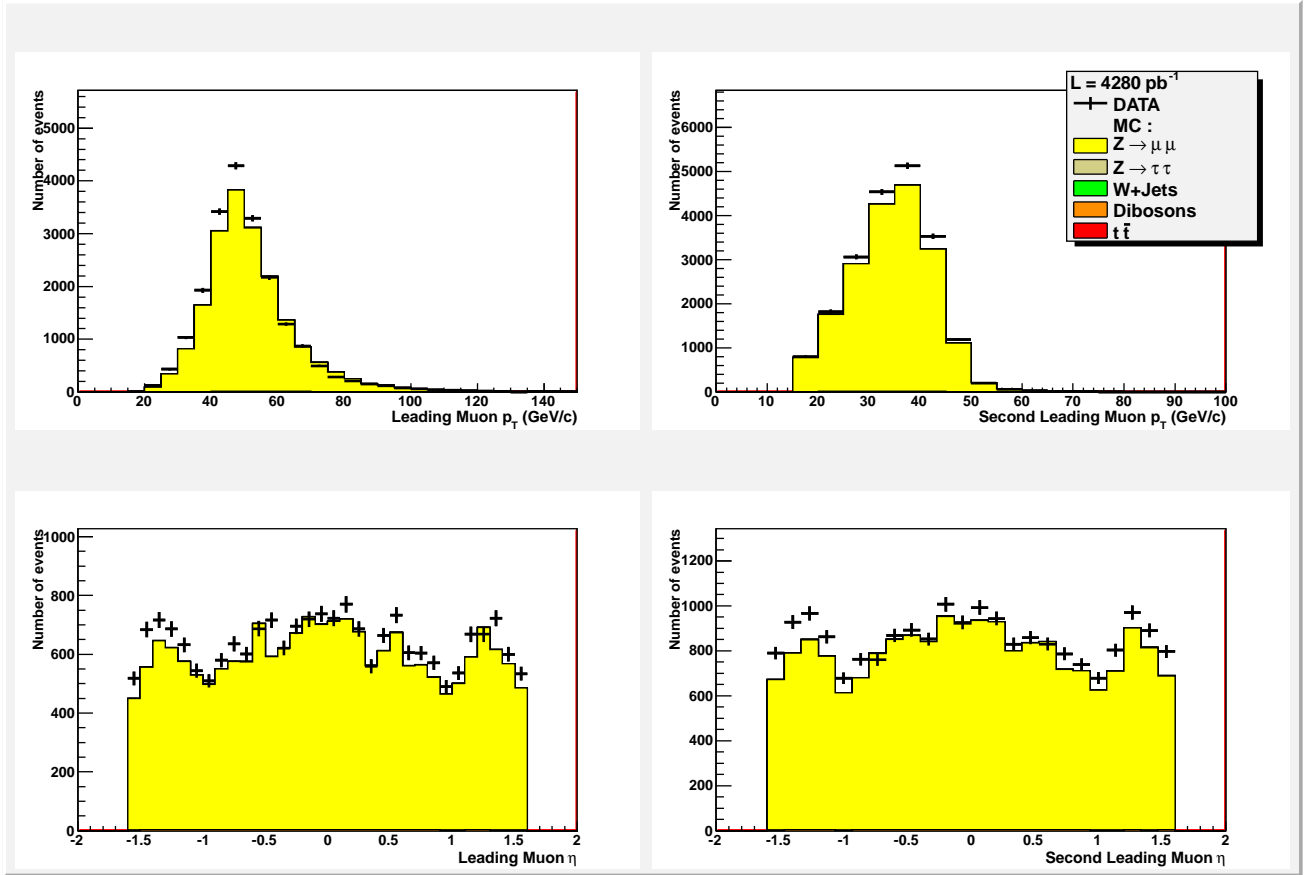 Number of events
5000
4000
3000
2000
1000
0
0 20 40 60 80 100 120 140
Leading Muon pT (GeV/c)
Number of events
6000
5000
4000
3000
2000
1000
0
0 10 20 30 40 50 60 70 80 90 100
Second Leading Muon pT (GeV/c)
L = 4280 pb-1
DATA
MC :
Z → μ μ
Z → τ τ
W+Jets
Dibosons
t t̄
Number of events
1000
800
600
400
200
0
-2 -1.5 -1 -0.5 0 0.5 1 1.5 2
Leading Muon η
Number of events
1200
1000
800
600
400
200
0
-2 -1.5 -1 -0.5 0 0.5 1 1.5 2
Second Leading Muon η